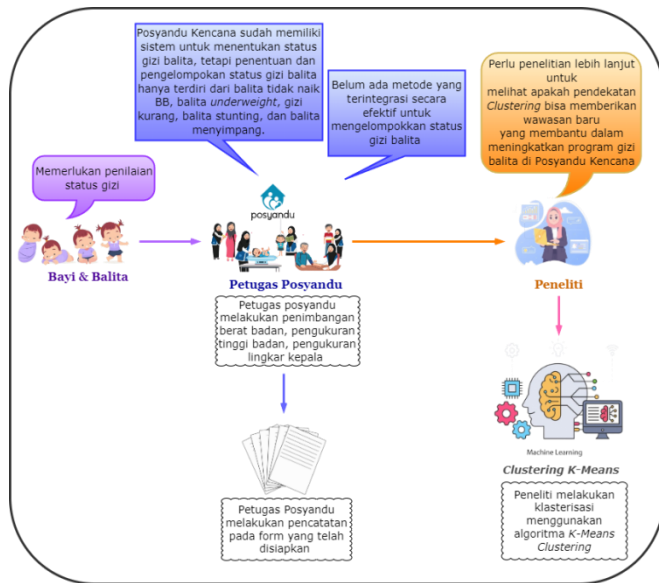 Posyandu Kencana sudah memiliki
sistem untuk menentukan status
gizi balita, tetapi penentuan dan
pengelompokan status gizi balita
hanya terdiri dari balita tidak naik
BB, balita underweight, gizi
kurang, balita stunting, dan balita
menyimpang.
Belum ada metode yang
terintegrasi secara
efektif untuk
mengelompokkan status
gizi balita
Perlu penelitian lebih lanjut
untuk
melihat apakah pendekatan
Clustering bisa memberikan
wawasan baru
yang membantu dalam
meningkatkan program gizi
balita di Posyandu Kencana
Memerlukan penilaian
status gizi
posyandu
Bayi & Balita
Petugas Posyandu
Peneliti
Petugas posyandu
melakukan penimbangan
berat badan, pengukuran
tinggi badan, pengukuran
lingkar kepala
Machine Learning
Clustering K-Means
Petugas Posyandu
melakukan pencatatan
pada form yang telah
disiapkan
Peneliti melakukan
klasterisasi
menggunakan
algoritma K-Means
Clustering